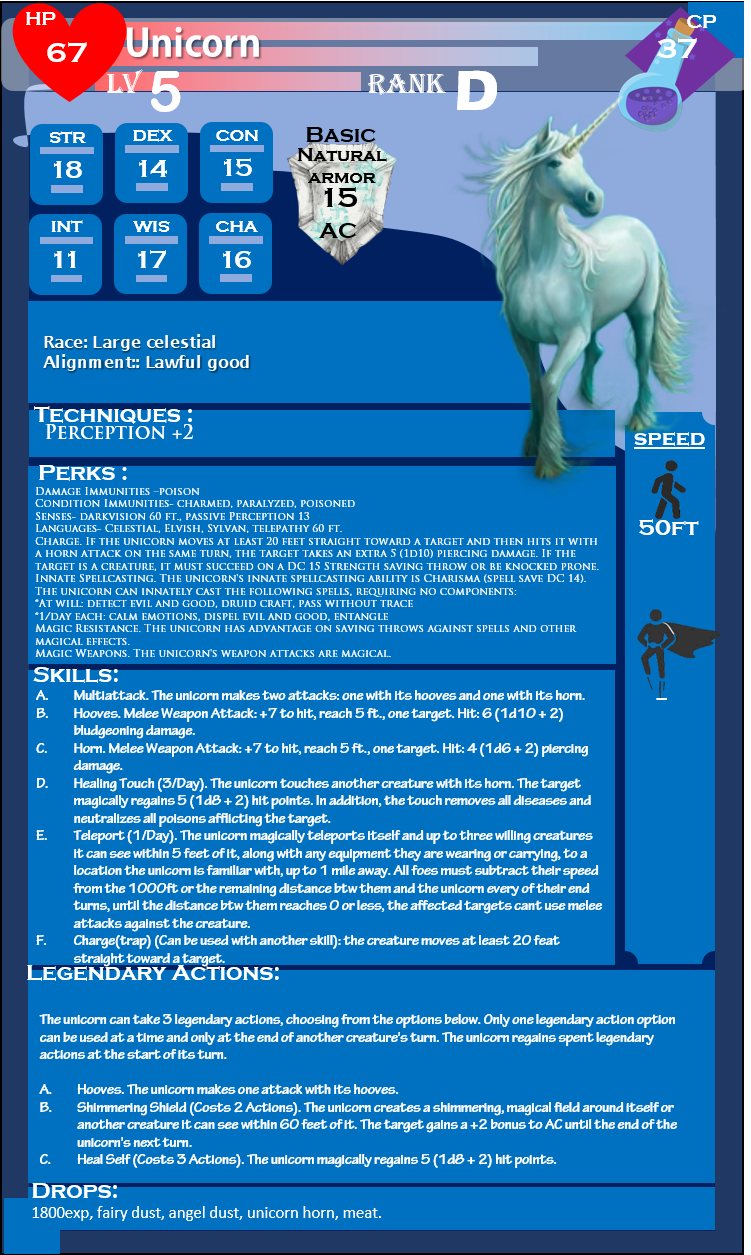 HP
67
Unicorn
CP
37
LV 5
RANK D
STR
18
DEX
14
CON
15
INT
11
WIS
17
CHA
16
Basic
Natural
armor
15
AC
Race: Large celestial
Alignment:: Lawful good
Techniques :
Perception +2
SPEED
50FT
Perks :
Damage Immunities –poison
Condition Immunities- charmed, paralyzed, poisoned
Senses- darkvision 60 ft., passive Perception 13
Languages- Celestial, Elvish, Sylvan, telepathy 60 ft.
Charge. If the unicorn moves at least 20 feet straight toward a target and then hits it with
a horn attack on the same turn, the target takes an extra 5 (1d10) piercing damage. If the
target is a creature, it must succeed on a DC 15 Strength saving throw or be knocked prone.
Innate Spellcasting. The unicorn's innate spellcasting ability is Charisma (spell save DC 14).
The unicorn can innately cast the following spells, requiring no components:
*At will: detect evil and good, druid craft, pass without trace
*1/day each: calm emotions, dispel evil and good, entangle
Magic Resistance. The unicorn has advantage on saving throws against spells and other
magical effects.
Magic Weapons. The unicorn's weapon attacks are magical.
Skills:
A. Multiattack. The unicorn makes two attacks: one with its hooves and one with its horn.
B. Hooves. Melee Weapon Attack: +7 to hit, reach 5 ft., one target. Hit: 6 (1d10 + 2)
bludgeoning damage.
C. Horn. Melee Weapon Attack: +7 to hit, reach 5 ft., one target. Hit: 4 (1d6 + 2) piercing
damage.
D. Healing Touch (3/Day). The unicorn touches another creature with its horn. The target
magically regains 5 (1d8 + 2) hit points. In addition, the touch removes all diseases and
neutralizes all poisons afflicting the target.
E. Teleport (1/Day). The unicorn magically teleports itself and up to three willing creatures
it can see within 5 feet of it, along with any equipment they are wearing or carrying, to a
location the unicorn is familiar with, up to 1 mile away. All foes must subtract their speed
from the 1000ft or the remaining distance btw them and the unicorn every of their end
turns, until the distance btw them reaches 0 or less, the affected targets cant use melee
attacks against the creature.
F. Charge(trap) (Can be used with another skill): the creature moves at least 20 feat
straight toward a target.
Legendary Actions:
The unicorn can take 3 legendary actions, choosing from the options below. Only one legendary action option
can be used at a time and only at the end of another creature's turn. The unicorn regains spent legendary
actions at the start of its turn.
A. Hooves. The unicorn makes one attack with its hooves.
B. Shimmering Shield (Costs 2 Actions). The unicorn creates a shimmering, magical field around itself or
another creature it can see within 60 feet of it. The target gains a +2 bonus to AC until the end of the
unicorn's next turn.
C. Heal Self (Costs 3 Actions). The unicorn magically regains 5 (1d8 + 2) hit points.
Drops:
1800exp, fairy dust, angel dust, unicorn horn, meat.